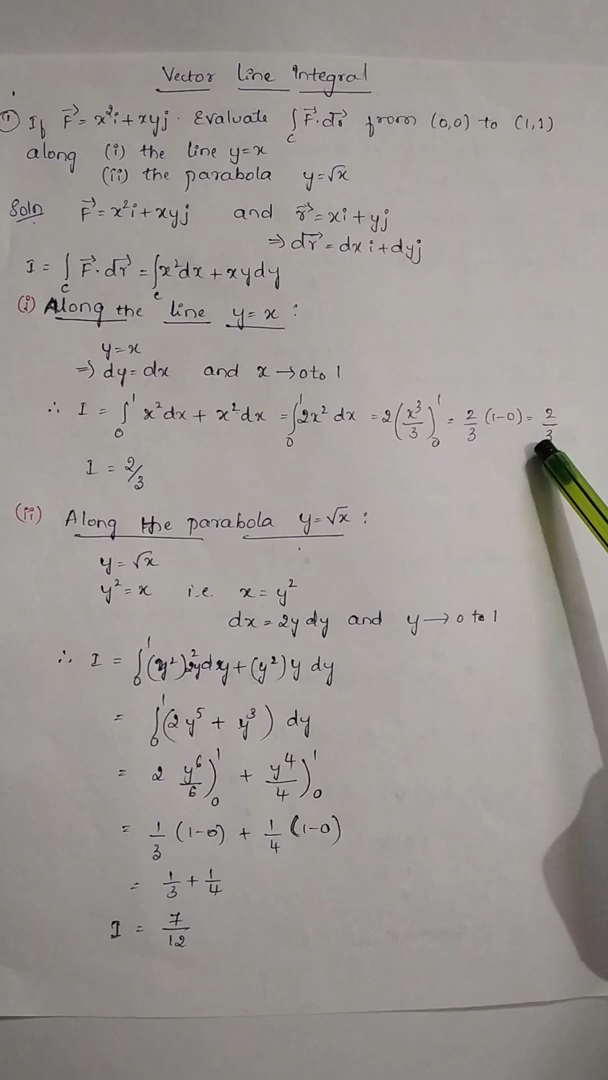 Vector Line Integral
① If F⃗ = x²i + xyj. Evaluate ∫_C F⃗.dr⃗ from (0,0) to (1,1)
along (i) the line y=x
(ii) the parabola y=√x
Soln F⃗ = x²i + xyj and r⃗ = xi + yj
⇒ dr⃗ = dx i + dy j
I = ∫_C F⃗.dr⃗ = ∫_C x²dx + xydy
(i) Along the line y=x :
y=x
⇒ dy=dx and x → 0 to 1
∴ I = ∫₀¹ x²dx + x²dx = ∫₀¹ 2x² dx = 2(x³/3)₀¹ = 2/3 (1-0) = 2/3
I = 2/3
(ii) Along the parabola y=√x :
y=√x
y²=x i.e. x=y²
dx = 2y dy and y → 0 to 1
∴ I = ∫₀¹ (y²)² 2y dy + (y²) y dy
= ∫₀¹ (2y⁵ + y³) dy
= 2 y⁶/6)₀¹ + y⁴/4)₀¹
= 1/3 (1-0) + 1/4 (1-0)
= 1/3 + 1/4
I = 7/12